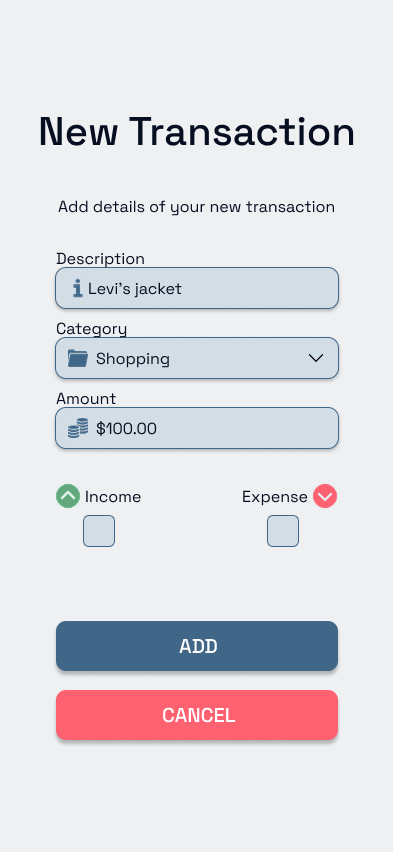 New Transaction
Add details of your new transaction
Description
Levi's jacket
Category
Shopping
Amount
$100.00
Income Expense
ADD
CANCEL